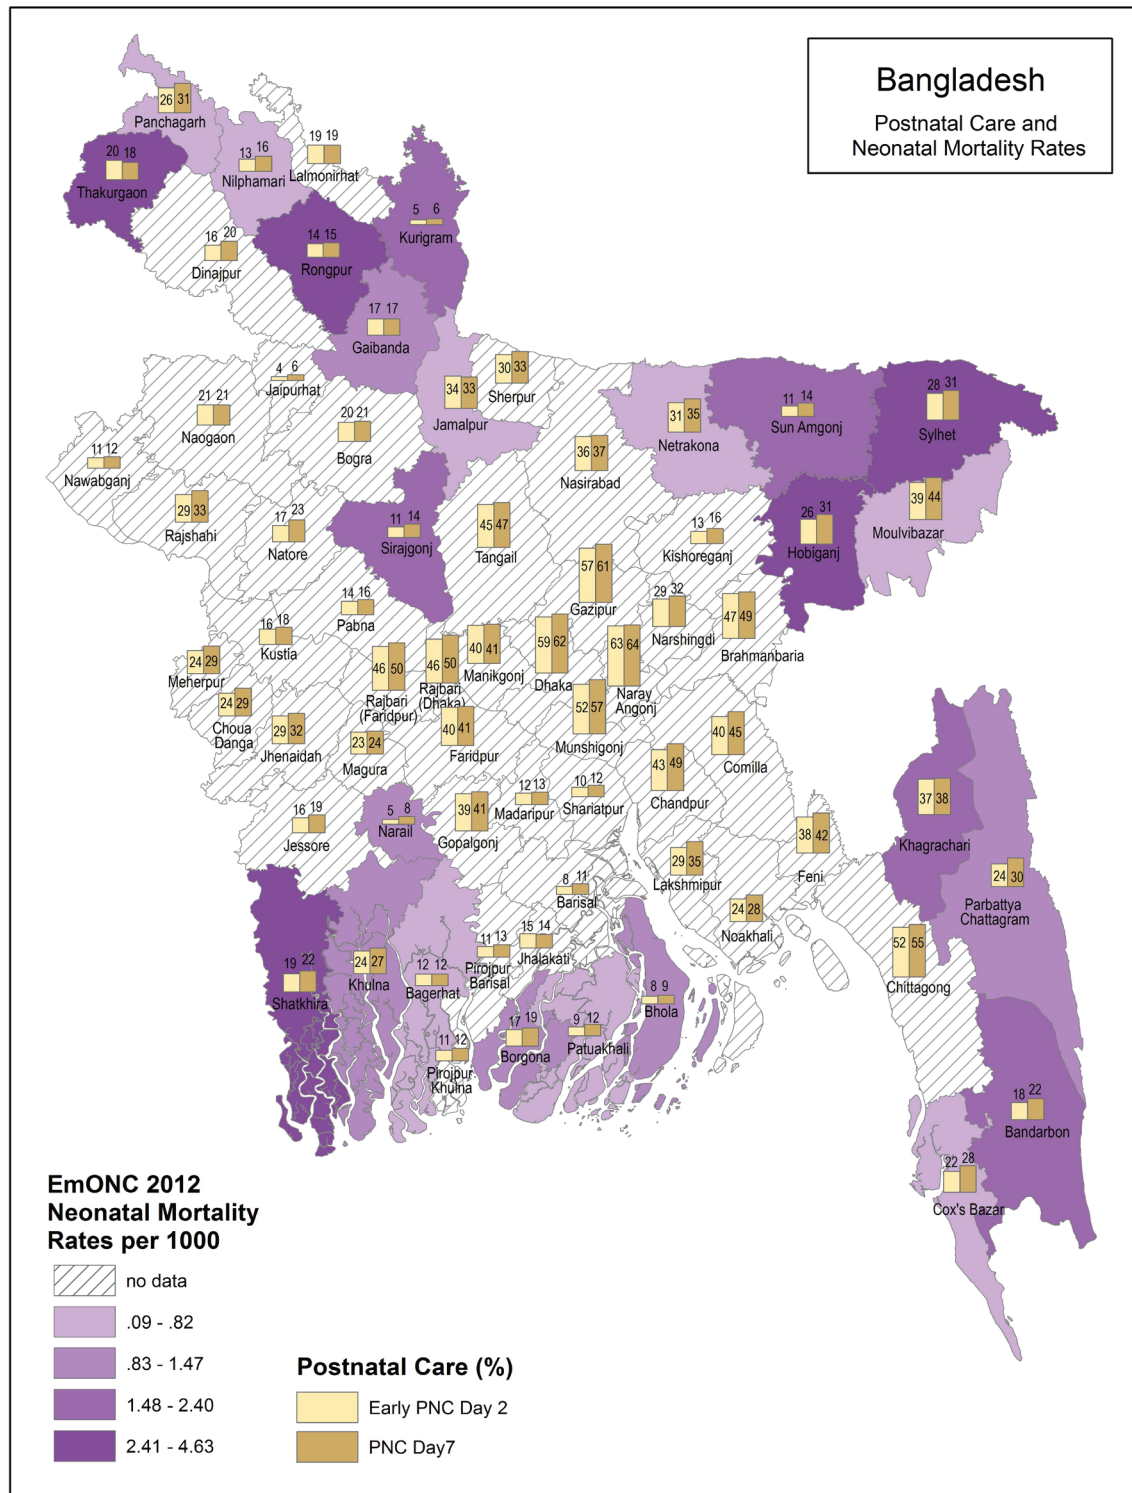 Bangladesh
Postnatal Care and
Neonatal Mortality Rates
26 31
Panchagarh
20 18
Thakurgaon
13 16
Nilphamari
19 19
Lalmonirhat
5 6
Kurigram
16 20
Dinajpur
14 15
Rongpur
17 17
Gaibanda
4 6
Jaipurhat
30 33
Sherpur
34 33
Jamalpur
21 21
Naogaon
20 21
Bogra
31 35
Netrakona
11 14
Sun Amgonj
28 31
Sylhet
11 12
Nawabganj
36 37
Nasirabad
39 44
Moulvibazar
29 33
Rajshahi
17 23
Natore
11 14
Sirajgonj
45 47
Tangail
13 16
Kishoreganj
26 31
Hobiganj
57 61
Gazipur
14 16
Pabna
29 32
Narshingdi
47 49
Brahmanbaria
16 18
Kustia
24 29
Meherpur
46 50
Rajbari
(Faridpur)
46 50
Rajbari
(Dhaka)
40 41
Manikgonj
59 62
Dhaka
63 64
Naray
Angonj
24 29
Choua
Danga
29 32
Jhenaidah
23 24
Magura
40 41
Faridpur
52 57
Munshigonj
40 45
Comilla
43 49
Chandpur
16 19
Jessore
5 8
Narail
39 41
Gopalgonj
12 13
Madaripur
10 12
Shariatpur
38 42
Feni
37 38
Khagrachari
29 35
Lakshmipur
24 28
Noakhali
24 30
Parbattya
Chattagram
8 11
Barisal
52 55
Chittagong
19 22
Shatkhira
24 27
Khulna
12 12
Bagerhat
11 13
Pirojpur
Barisal
15 14
Jhalakati
8 9
Bhola
17 19
Borgona
9 12
Patuakhali
11 12
Pirojpur
Khulna
18 22
Bandarbon
22 28
Cox's Bazar
EmONC 2012
Neonatal Mortality
Rates per 1000
no data
.09 - .82
.83 - 1.47
1.48 - 2.40
2.41 - 4.63
Postnatal Care (%)
Early PNC Day 2
PNC Day7